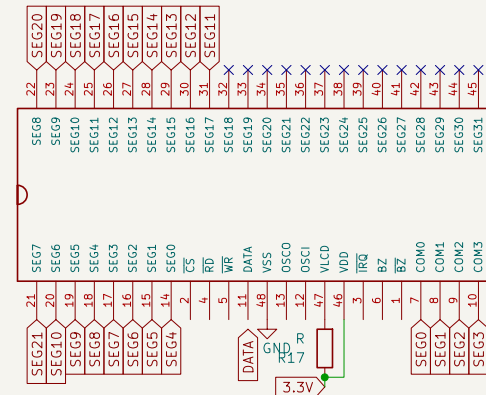 SEG20 SEG19 SEG18 SEG17 SEG16 SEG15 SEG14 SEG13 SEG12 SEG11
22 23 24 25 26 27 28 29 30 31 32 33 34 35 36 37 38 39 40 41 42 43 44 45
SEG8 SEG9 SEG10 SEG11 SEG12 SEG13 SEG14 SEG15 SEG16 SEG17 SEG18 SEG19 SEG20 SEG21 SEG22 SEG23 SEG24 SEG25 SEG26 SEG27 SEG28 SEG29 SEG30 SEG31
SEG7 SEG6 SEG5 SEG4 SEG3 SEG2 SEG1 SEG0 CS RD WR DATA VSS OSCO OSCI VLCD VDD IRQ BZ BZ COM0 COM1 COM2 COM3
21 20 19 18 17 16 15 14 2 4 5 11 48 13 12 47 46 3 6 1 7 8 9 10
SEG21 SEG10 SEG9 SEG8 SEG7 SEG6 SEG5 SEG4 DATA GND R SEG0 SEG1 SEG2 SEG3
R17
3.3V